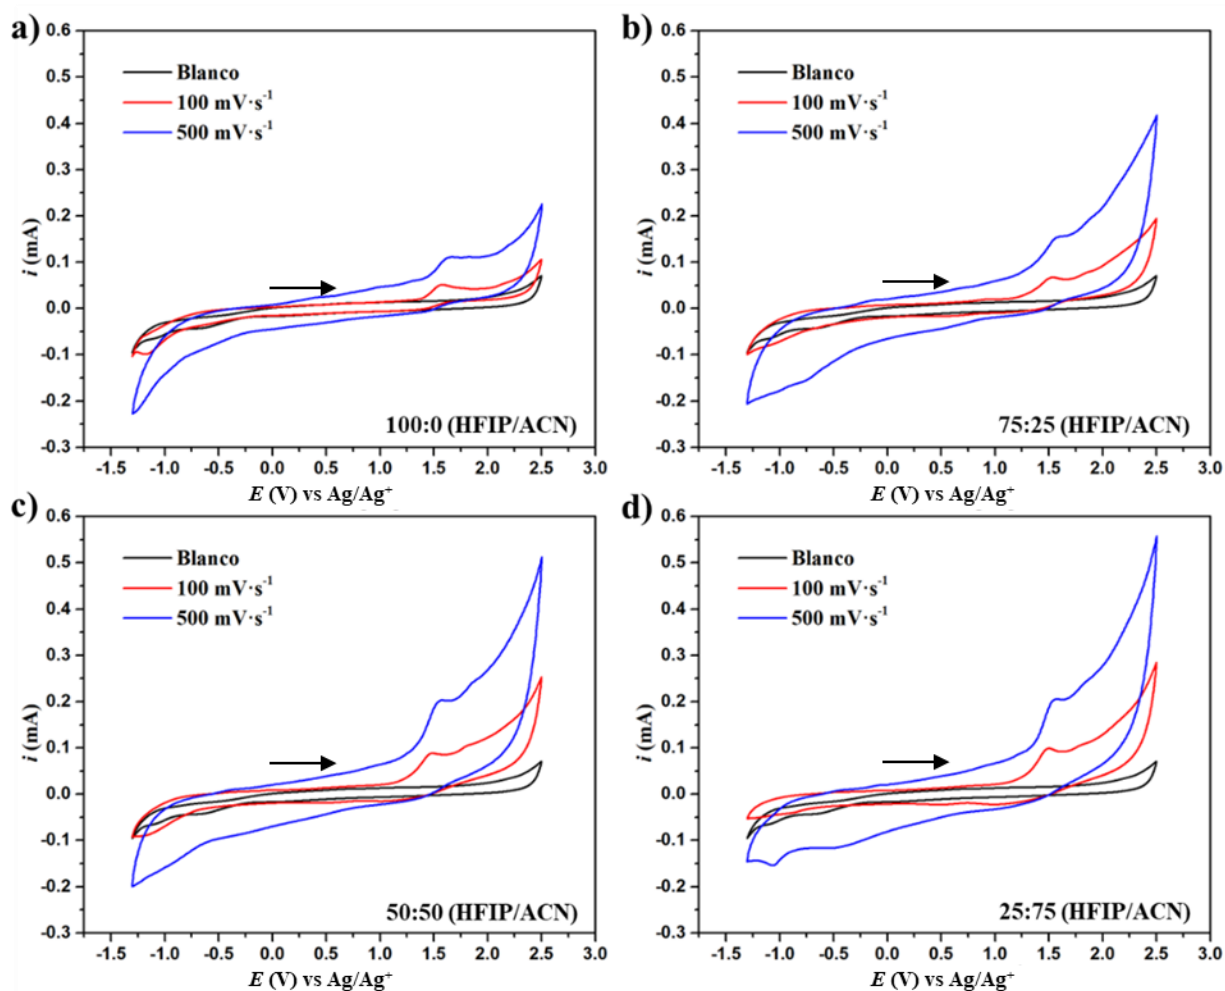 a)
0.6
0.5
0.4
0.3
0.2
0.1
0.0
-0.1
-0.2
-0.3
i (mA)
Blanco
100 mV·s⁻¹
500 mV·s⁻¹
100:0 (HFIP/ACN)
-1.5 -1.0 -0.5 0.0 0.5 1.0 1.5 2.0 2.5 3.0
E (V) vs Ag/Ag⁺
b)
0.6
0.5
0.4
0.3
0.2
0.1
0.0
-0.1
-0.2
-0.3
i (mA)
Blanco
100 mV·s⁻¹
500 mV·s⁻¹
75:25 (HFIP/ACN)
-1.5 -1.0 -0.5 0.0 0.5 1.0 1.5 2.0 2.5 3.0
E (V) vs Ag/Ag⁺
c)
0.6
0.5
0.4
0.3
0.2
0.1
0.0
-0.1
-0.2
-0.3
i (mA)
Blanco
100 mV·s⁻¹
500 mV·s⁻¹
50:50 (HFIP/ACN)
-1.5 -1.0 -0.5 0.0 0.5 1.0 1.5 2.0 2.5 3.0
E (V) vs Ag/Ag⁺
d)
0.6
0.5
0.4
0.3
0.2
0.1
0.0
-0.1
-0.2
-0.3
i (mA)
Blanco
100 mV·s⁻¹
500 mV·s⁻¹
25:75 (HFIP/ACN)
-1.5 -1.0 -0.5 0.0 0.5 1.0 1.5 2.0 2.5 3.0
E (V) vs Ag/Ag⁺